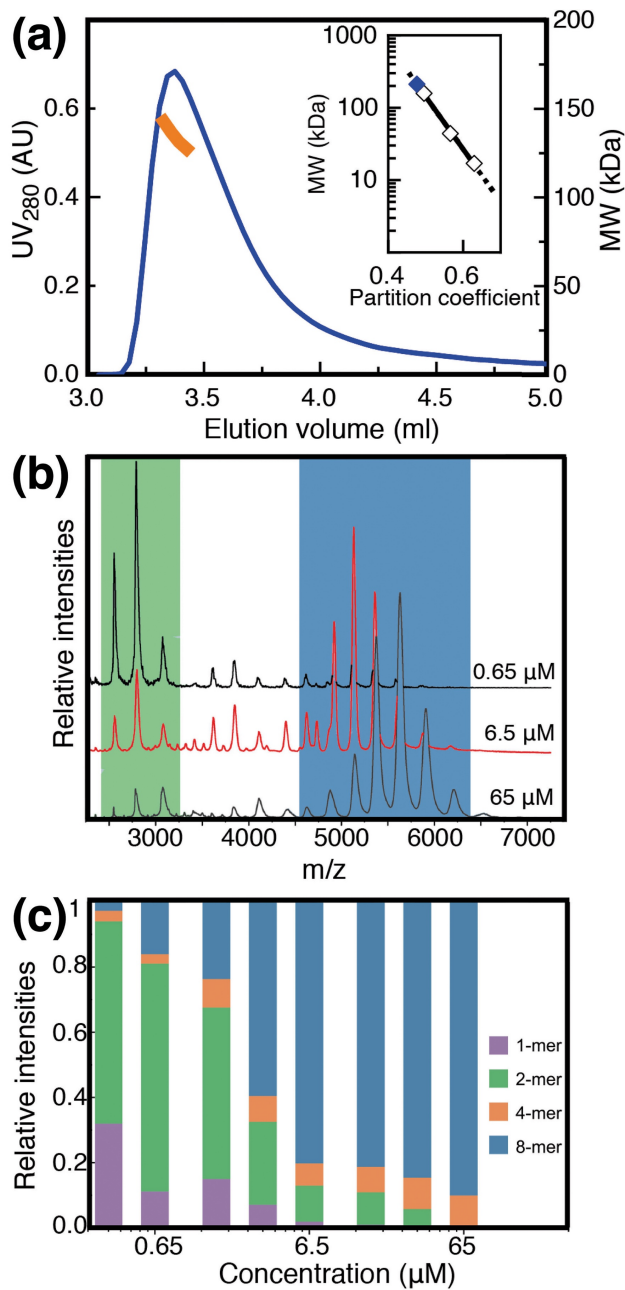 (a)
UV280 (AU)
0.6
0.4
0.2
0.0
3.0 3.5 4.0 4.5 5.0
Elution volume (ml)
200
150
100
50
0
MW (kDa)
1000
100
10
MW (kDa)
0.4 0.6
Partition coefficient
(b)
Relative intensities
0.65 µM
6.5 µM
65 µM
3000 4000 5000 6000 7000
m/z
(c)
Relative intensities
1
0.8
0.6
0.4
0.2
0.0
1-mer
2-mer
4-mer
8-mer
0.65 6.5 65
Concentration (µM)